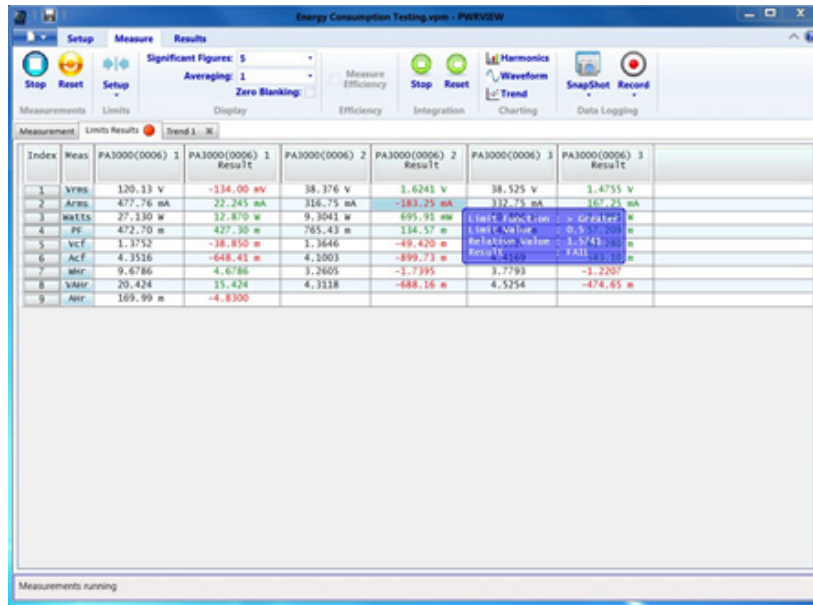 Energy Consumption Testing.vpm - PWRVIEW
Setup Measure Results
Significant Figures: 5
Averaging: 1
Zero Blanking:
Measure Efficiency
Harmonics
Waveform
Trend
Stop Reset Setup Stop Reset SnapShot Record
Measurements Limits Display Efficiency Integration Charting Data Logging
Measurement Limits Results Trend 1
Index Meas PA3000(0006) 1 PA3000(0006) 1 Result PA3000(0006) 2 PA3000(0006) 2 Result PA3000(0006) 3 PA3000(0006) 3 Result
1 Vrms 120.13 V -134.00 mV 38.376 V 1.6241 V 38.525 V 1.4755 V
2 Arms 477.76 mA 22.245 mA 316.75 mA -183.25 mA 332.75 mA 167.25 mA
3 Watts 27.130 W 12.870 W 9.3041 W 695.91 mW
4 PF 472.70 m 427.30 m 765.43 m 134.57 m
5 Vcf 1.3752 -38.850 m 1.3646 -49.420 m
6 Acf 4.3516 -648.41 m 4.1003 -899.73 m
7 WHr 9.6786 4.6786 3.2605 -1.7395 3.7793 -1.2207
8 VAHr 20.424 15.424 4.3118 -688.16 m 4.5254 -474.65 m
9 AHr 169.99 m -4.8300
Limit Function : > Greater
Limit Value : 0.5
Relative Value : 1.5741
Result : FAIL
Measurements running